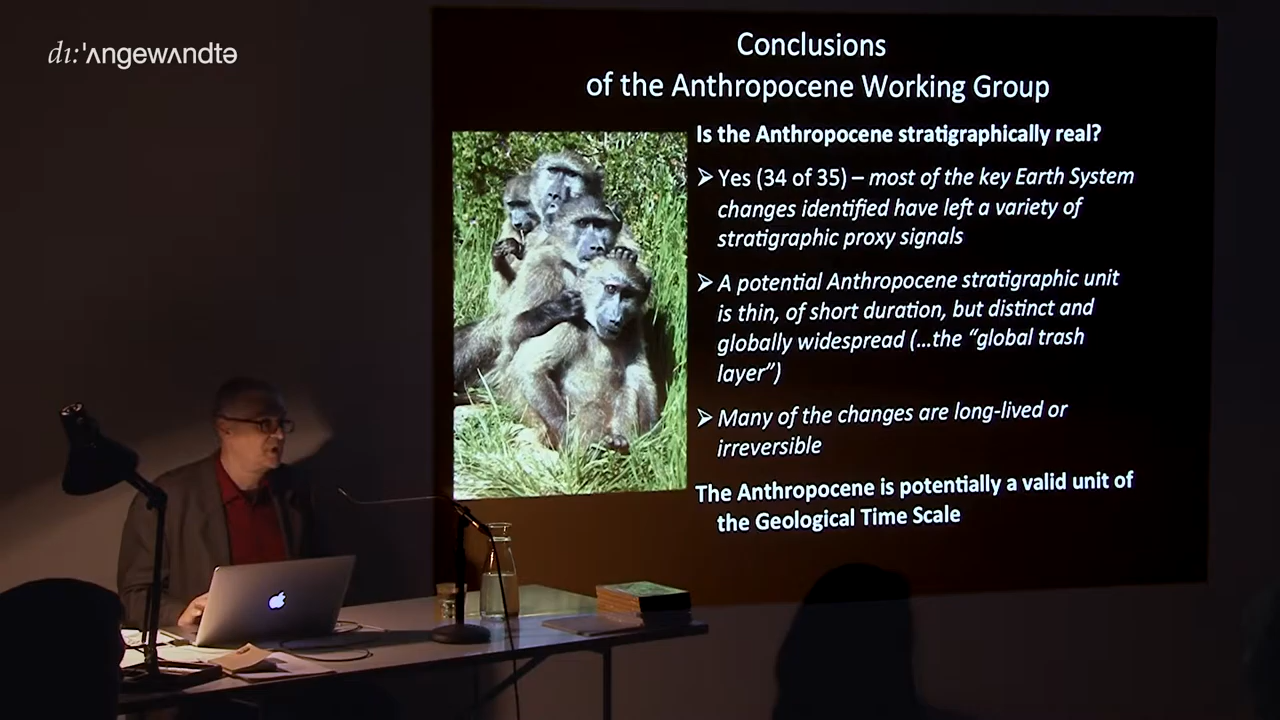 dı:ˈʌngewʌndtə
Conclusions
of the Anthropocene Working Group
Is the Anthropocene stratigraphically real?
➢ Yes (34 of 35) – most of the key Earth System
changes identified have left a variety of
stratigraphic proxy signals
➢ A potential Anthropocene stratigraphic unit
is thin, of short duration, but distinct and
globally widespread (…the “global trash
layer”)
➢ Many of the changes are long-lived or
irreversible
The Anthropocene is potentially a valid unit of
the Geological Time Scale